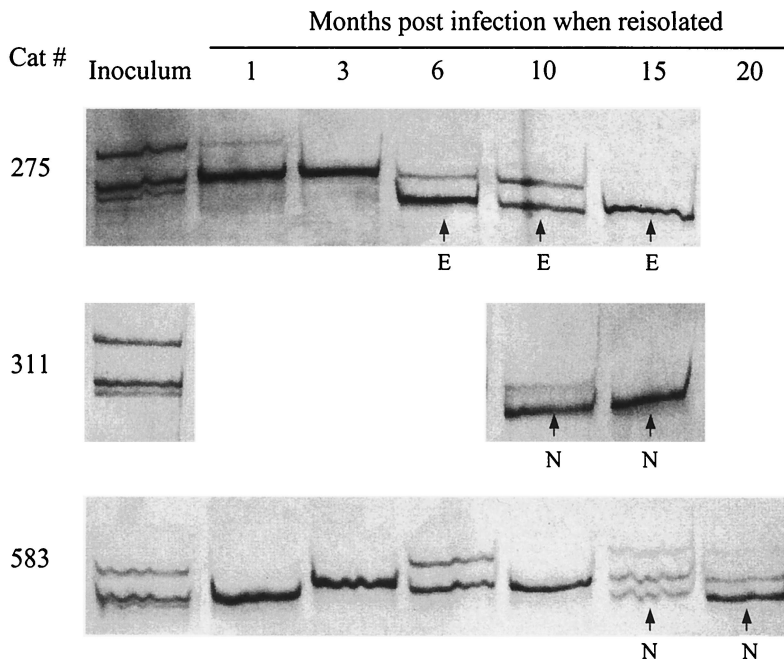 Months post infection when reisolated
Cat # Inoculum 1 3 6 10 15 20
275
E E E
311
N N
583
N N